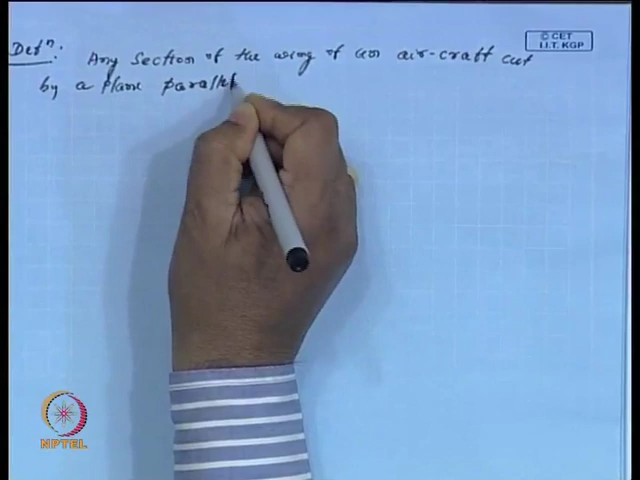 Defⁿ: Any section of the wing of an air-craft cut
by a plane parallel
© CET
I.I.T. KGP
NPTEL